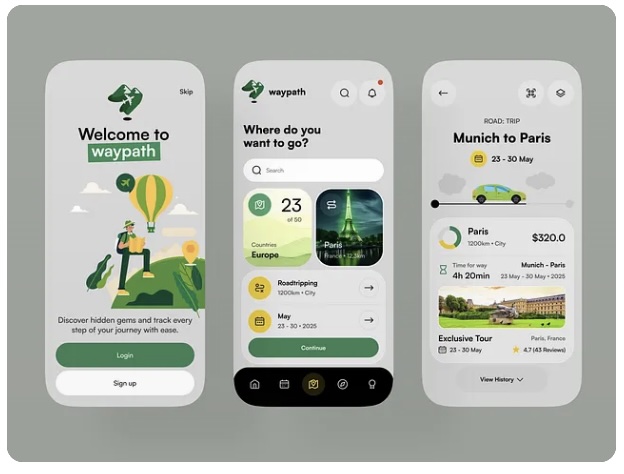 Skip
Welcome to
waypath
Discover hidden gems and track every
step of your journey with ease.
Login
Sign up
waypath
Where do you
want to go?
Search
23
of 50
Countries
Europe
Paris
France • 12.3km
Roadtripping
1200km • City
May
23 - 30 • 2025
Continue
ROAD; TRIP
Munich to Paris
23 - 30 May
Paris
1200km • City
$320.0
Time for way
4h 20min
Munich - Paris
23 May - 30 May • 2025
Exclusive Tour
Paris, France
23 - 30 May
4.7 (43 Reviews)
View History